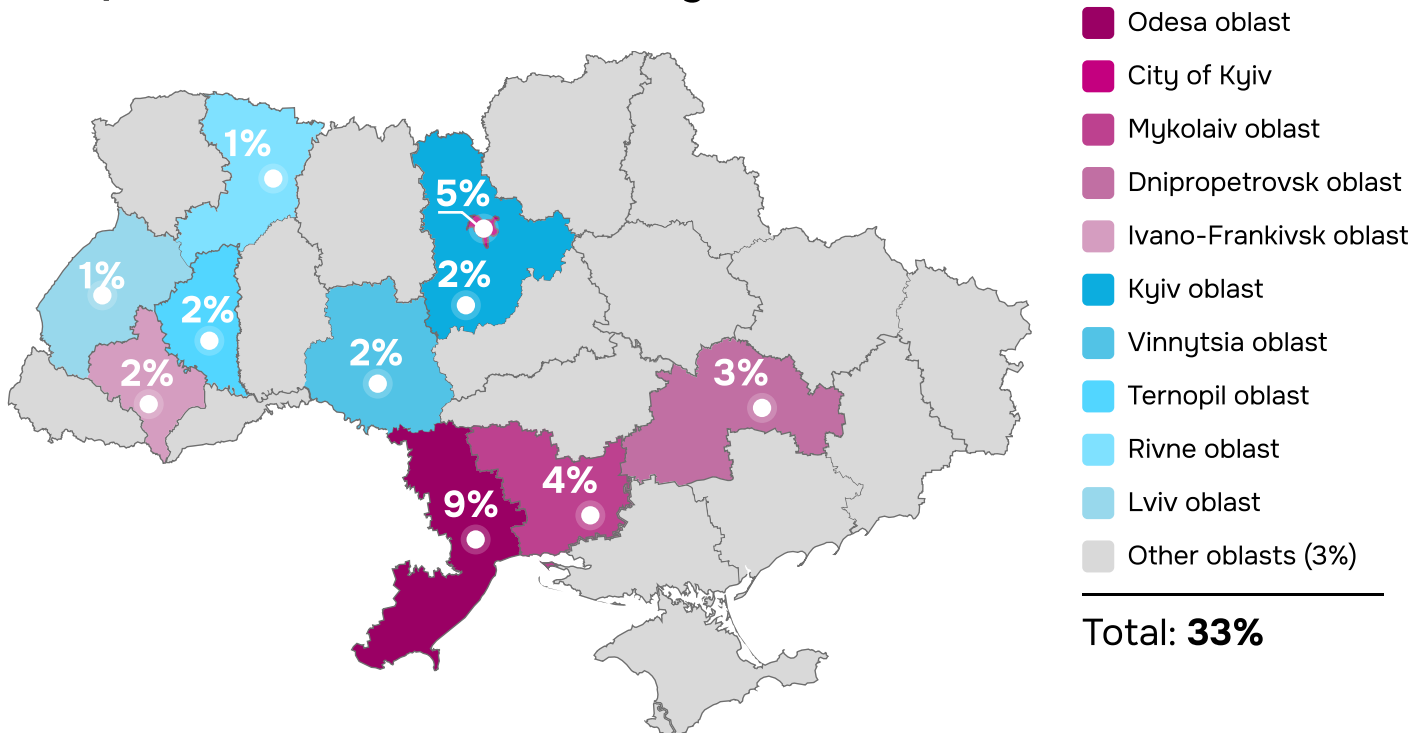 Odesa oblast
City of Kyiv
Mykolaiv oblast
Dnipropetrovsk oblast
Ivano-Frankivsk oblast
Kyiv oblast
Vinnytsia oblast
Ternopil oblast
Rivne oblast
Lviv oblast
Other oblasts (3%)
Total: 33%
1%
5%
1%
2%
2%
2%
2%
3%
4%
9%